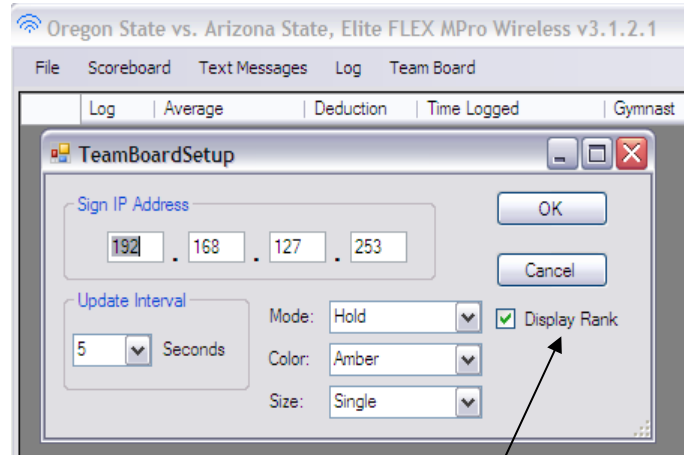 Oregon State vs. Arizona State, Elite FLEX MPro Wireless v3.1.2.1
File Scoreboard Text Messages Log Team Board
Log Average Deduction Time Logged Gymnast
TeamBoardSetup
Sign IP Address
192 . 168 . 127 . 253
OK
Cancel
Update Interval
5 Seconds
Mode: Hold
Display Rank
Color: Amber
Size: Single